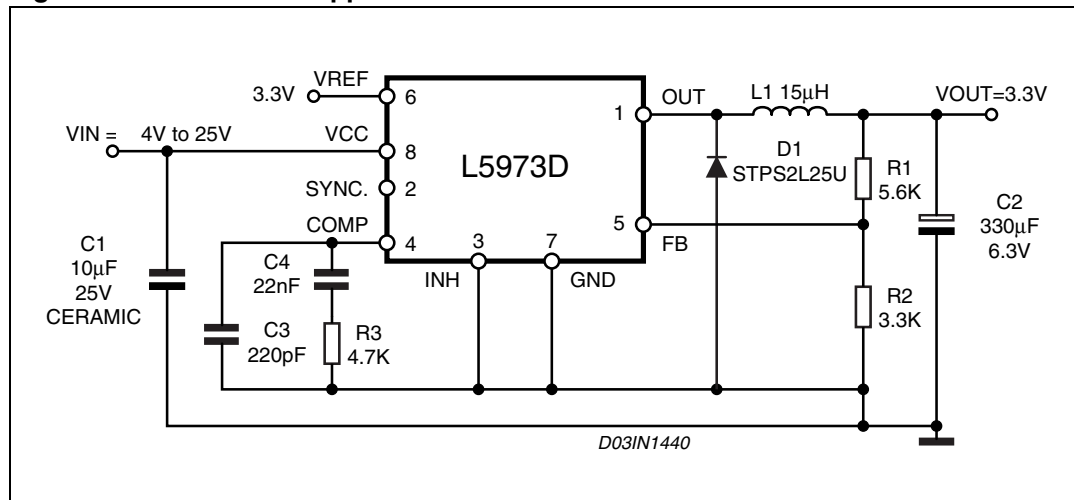 VREF
3.3V
6
VIN = 4V to 25V
VCC
8
SYNC.
2
COMP
4
L5973D
3
INH
7
GND
1
OUT
L1 15μH
VOUT=3.3V
D1
STPS2L25U
5
FB
R1
5.6K
R2
3.3K
C2
330μF
6.3V
C1
10μF
25V
CERAMIC
C4
22nF
C3
220pF
R3
4.7K
D03IN1440